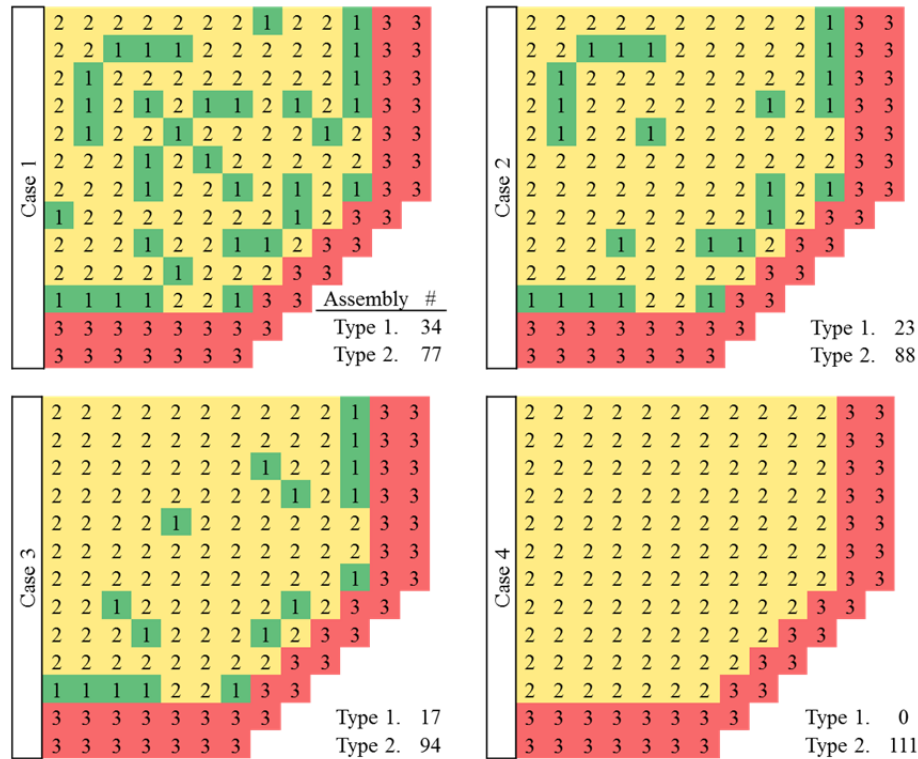 Case 1
2 2 2 2 2 2 2 1 2 2 1 3 3
2 2 1 1 1 2 2 2 2 2 1 3 3
2 1 2 2 2 2 2 2 2 2 1 3 3
2 1 2 1 2 1 1 2 1 2 1 3 3
2 1 2 2 1 2 2 2 2 1 2 3 3
2 2 2 1 2 1 2 2 2 2 2 3 3
2 2 2 1 2 2 1 2 1 2 1 3 3
1 2 2 2 2 2 2 2 1 2 3 3
2 2 2 1 2 2 1 1 2 3 3
2 2 2 2 1 2 2 2 3 3
1 1 1 1 2 2 1 3 3
3 3 3 3 3 3 3 3
3 3 3 3 3 3 3
Assembly #
Type 1. 34
Type 2. 77
Case 2
2 2 2 2 2 2 2 2 2 2 1 3 3
2 2 1 1 1 2 2 2 2 2 1 3 3
2 1 2 2 2 2 2 2 2 2 1 3 3
2 1 2 2 2 2 2 2 1 2 1 3 3
2 1 2 2 1 2 2 2 2 2 2 3 3
2 2 2 2 2 2 2 2 2 2 2 3 3
2 2 2 2 2 2 2 2 1 2 1 3 3
2 2 2 2 2 2 2 2 1 2 3 3
2 2 2 1 2 2 1 1 2 3 3
2 2 2 2 2 2 2 2 3 3
1 1 1 1 2 2 1 3 3
3 3 3 3 3 3 3 3
3 3 3 3 3 3 3
Type 1. 23
Type 2. 88
Case 3
2 2 2 2 2 2 2 2 2 2 1 3 3
2 2 2 2 2 2 2 2 2 2 1 3 3
2 2 2 2 2 2 2 1 2 2 1 3 3
2 2 2 2 2 2 2 2 1 2 1 3 3
2 2 2 2 1 2 2 2 2 2 2 3 3
2 2 2 2 2 2 2 2 2 2 2 3 3
2 2 2 2 2 2 2 2 2 2 1 3 3
2 2 1 2 2 2 2 2 1 2 3 3
2 2 2 1 2 2 2 1 2 3 3
2 2 2 2 2 2 2 2 3 3
1 1 1 1 2 2 1 3 3
3 3 3 3 3 3 3 3
3 3 3 3 3 3 3
Type 1. 17
Type 2. 94
Case 4
2 2 2 2 2 2 2 2 2 2 2 3 3
2 2 2 2 2 2 2 2 2 2 2 3 3
2 2 2 2 2 2 2 2 2 2 2 3 3
2 2 2 2 2 2 2 2 2 2 2 3 3
2 2 2 2 2 2 2 2 2 2 2 3 3
2 2 2 2 2 2 2 2 2 2 2 3 3
2 2 2 2 2 2 2 2 2 2 2 3 3
2 2 2 2 2 2 2 2 2 2 3 3
2 2 2 2 2 2 2 2 2 3 3
2 2 2 2 2 2 2 2 3 3
2 2 2 2 2 2 2 3 3
3 3 3 3 3 3 3 3
3 3 3 3 3 3 3
Type 1. 0
Type 2. 111